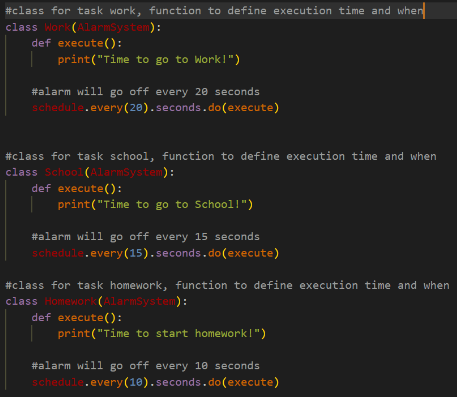 #class for task work, function to define execution time and when
class Work(AlarmSystem):
    def execute():
        print("Time to go to Work!")
    #alarm will go off every 20 seconds
    schedule.every(20).seconds.do(execute)
#class for task school, function to define execution time and when
class School(AlarmSystem):
    def execute():
        print("Time to go to School!")
    #alarm will go off every 15 seconds
    schedule.every(15).seconds.do(execute)
#class for task homework, function to define execution time and when
class Homework(AlarmSystem):
    def execute():
        print("Time to start homework!")
    #alarm will go off every 10 seconds
    schedule.every(10).seconds.do(execute)